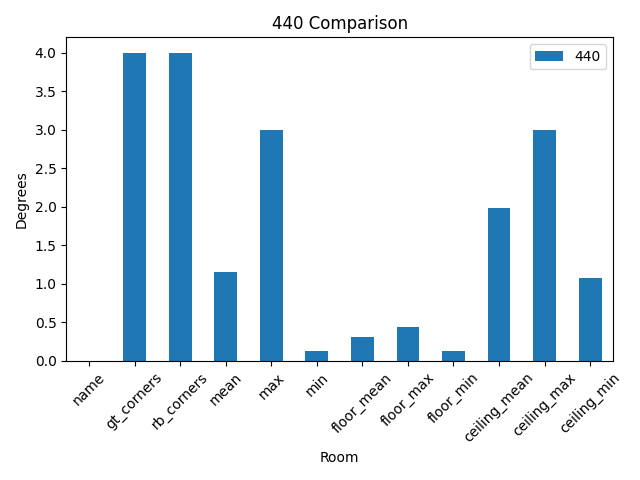 440 Comparison
440
Degrees
4.0
3.5
3.0
2.5
2.0
1.5
1.0
0.5
0.0
name
gt_corners
rb_corners
mean
max
min
floor_mean
floor_max
floor_min
ceiling_mean
ceiling_max
ceiling_min
Room